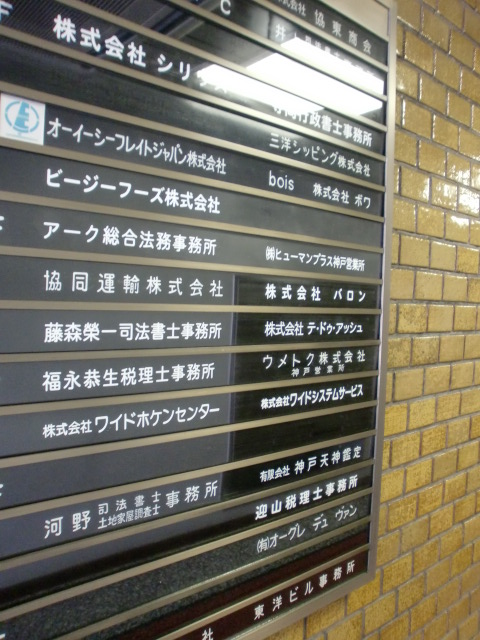 C
株式会社 協東商会
株式会社 シリ
行政書士事務所
オーイーシーフレイトジャパン株式会社
三洋シッピング株式会社
ビージーフーズ株式会社
bois 株式会社 ボワ
アーク総合法務事務所
㈱ヒューマンプラス神戸営業所
協同運輸株式会社
株式会社 バロン
藤森榮一司法書士事務所
株式会社 テ・ドゥ・アッシュ
福永恭生税理士事務所
ウメトク株式会社
神戸営業所
株式会社ワイドホケンセンター
株式会社ワイドシステムサービス
有限会社 神戸天神鑑定
河野 司法書士 事務所
土地家屋調査士
迎山税理士事務所
㈲オーグレ デュ ヴァン
社 東洋ビル事務所